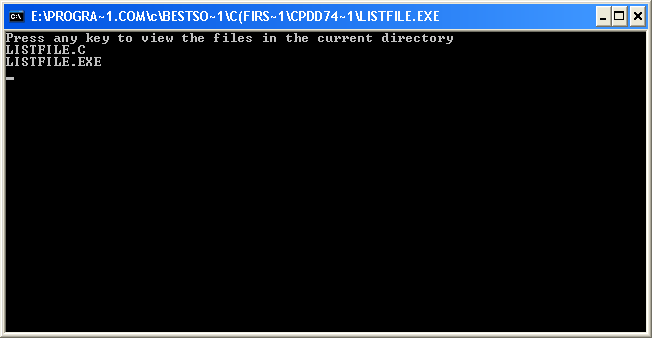 E:\PROGRA~1.COM\c\BESTSO~1\C(FIRS~1\CPDD74~1\LISTFILE.EXE
Press any key to view the files in the current directory
LISTFILE.C
LISTFILE.EXE